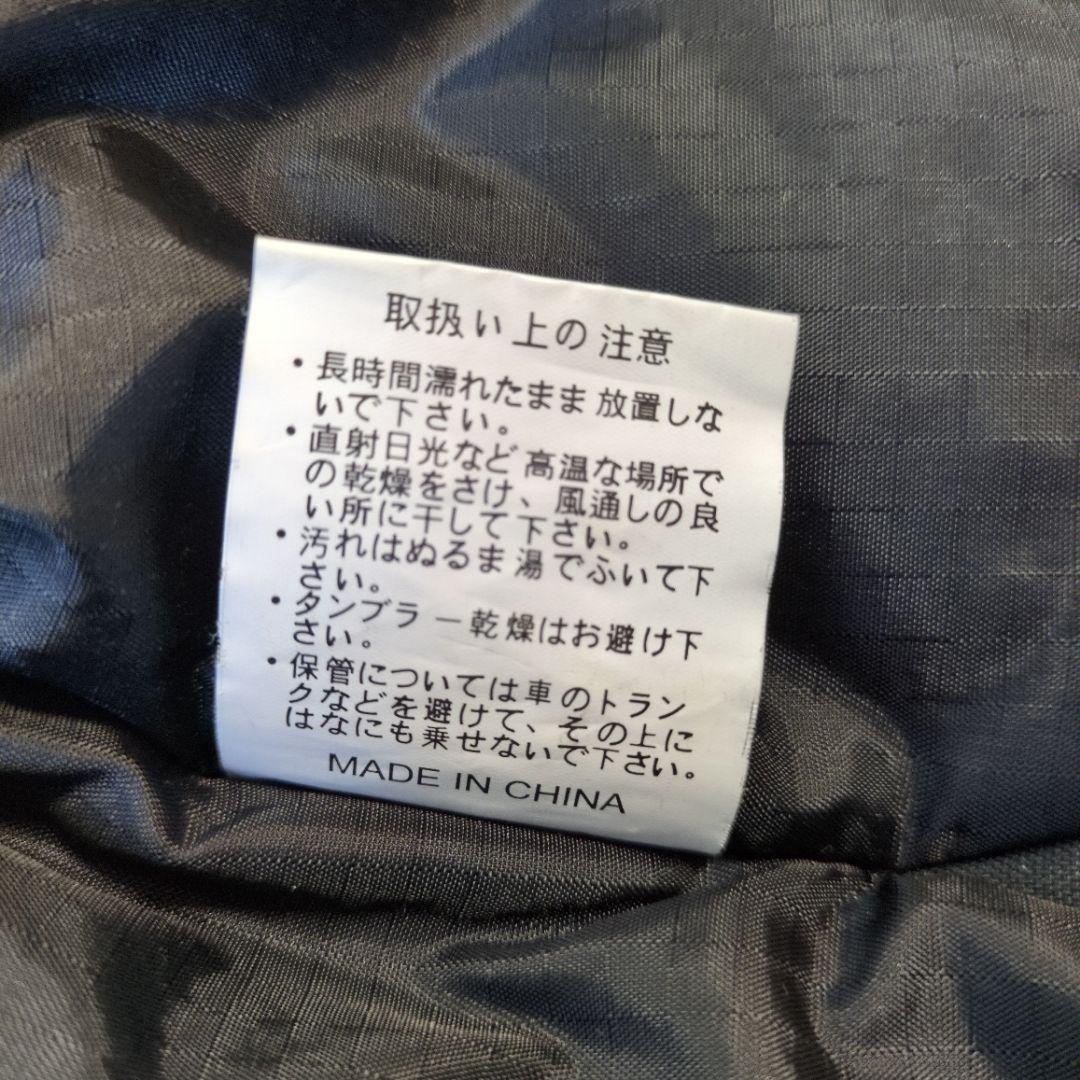 取扱い上の注意
・長時間濡れたまま放置しな
いで下さい。
・直射日光など高温な場所で
の乾燥をさけ、風通しの良
い所に干して下さい。
・汚れはぬるま湯でふいて下
さい。
・タンブラー乾燥はお避け下
さい。
・保管については車のトラン
クなどを避けて、その上に
はなにも乗せないで下さい。
MADE IN CHINA